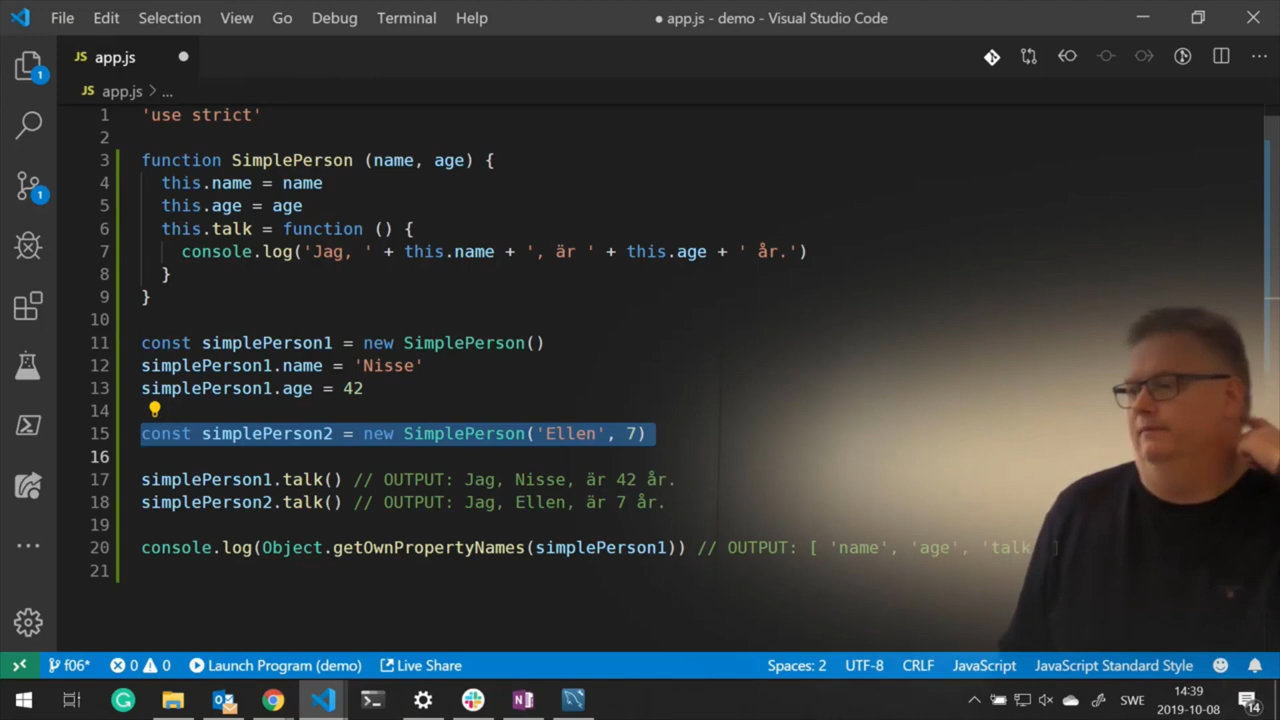 File Edit Selection View Go Debug Terminal Help ● app.js - demo - Visual Studio Code
JS app.js ●
1
JS app.js > ...
1 'use strict'
2
3 function SimplePerson (name, age) {
4 this.name = name
1
5 this.age = age
6 this.talk = function () {
7 console.log('Jag, ' + this.name + ', är ' + this.age + ' år.')
8 }
9 }
10
11 const simplePerson1 = new SimplePerson()
12 simplePerson1.name = 'Nisse'
13 simplePerson1.age = 42
14
15 const simplePerson2 = new SimplePerson('Ellen', 7)
16
17 simplePerson1.talk() // OUTPUT: Jag, Nisse, är 42 år.
18 simplePerson2.talk() // OUTPUT: Jag, Ellen, är 7 år.
19
20 console.log(Object.getOwnPropertyNames(simplePerson1)) // OUTPUT: [ 'name', 'age', 'talk ]
21
f06* 0 0 Launch Program (demo) Live Share Spaces: 2 UTF-8 CRLF JavaScript JavaScript Standard Style
SWE 14:39
2019-10-08 14